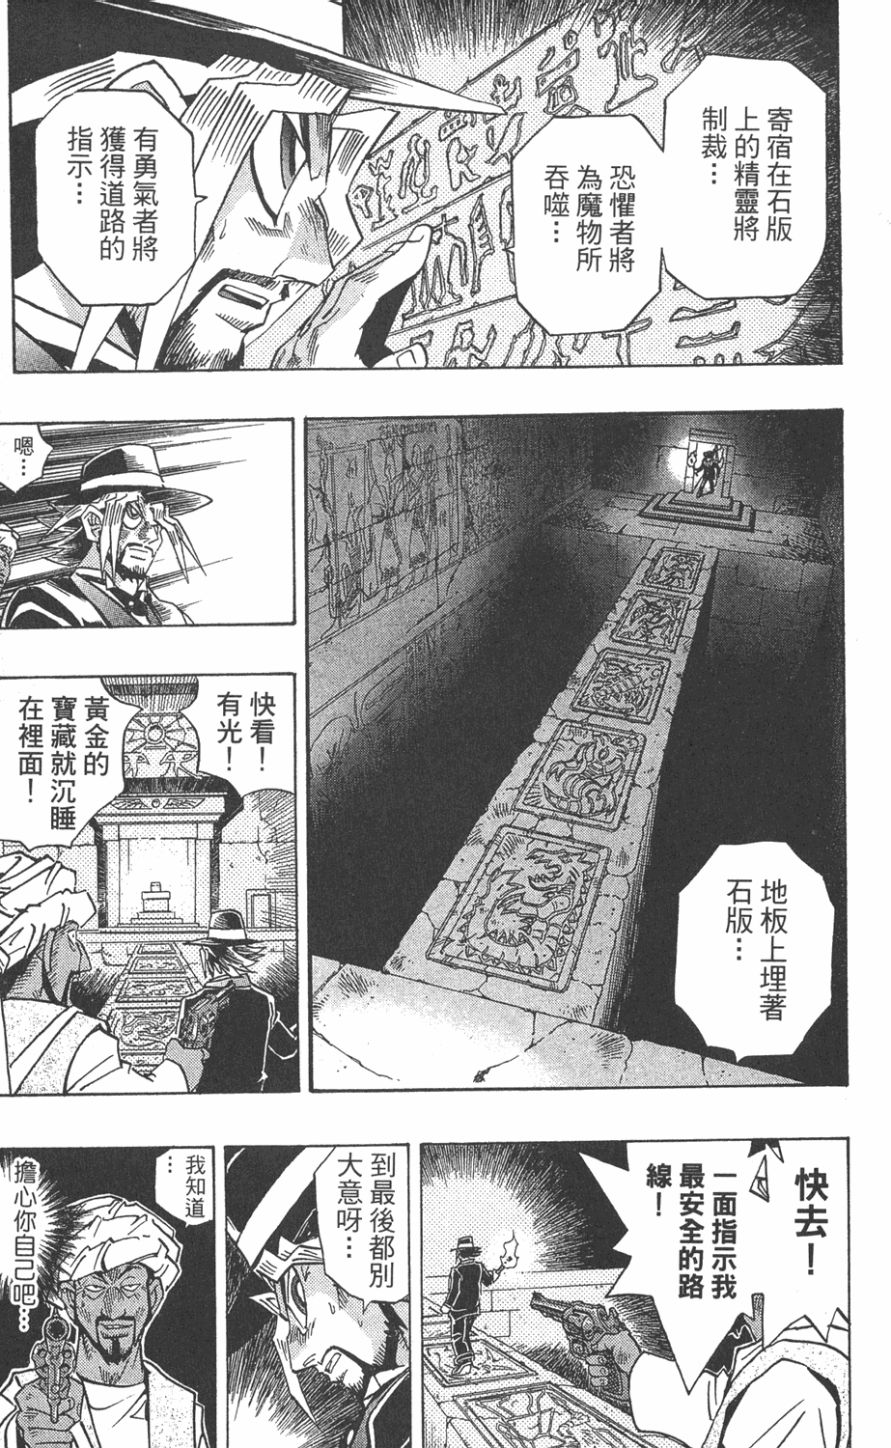 寄宿在石版
上的精靈將
制裁…
恐懼者將
為魔物所
吞噬…
有勇氣者將
獲得道路的
指示…
地板上埋著
石版…
嗯…
快看！
有光！
黃金的
寶藏就沉睡
在裡面！
快去！
一面指示我
最安全的路
線！
到最後都別
大意呀…
我知道
…
擔心你自己吧…